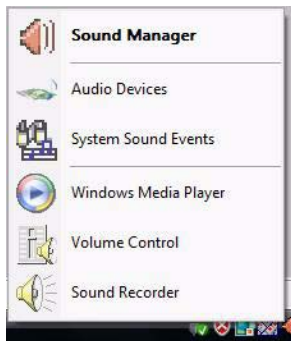 Sound Manager
Audio Devices
System Sound Events
Windows Media Player
Volume Control
Sound Recorder